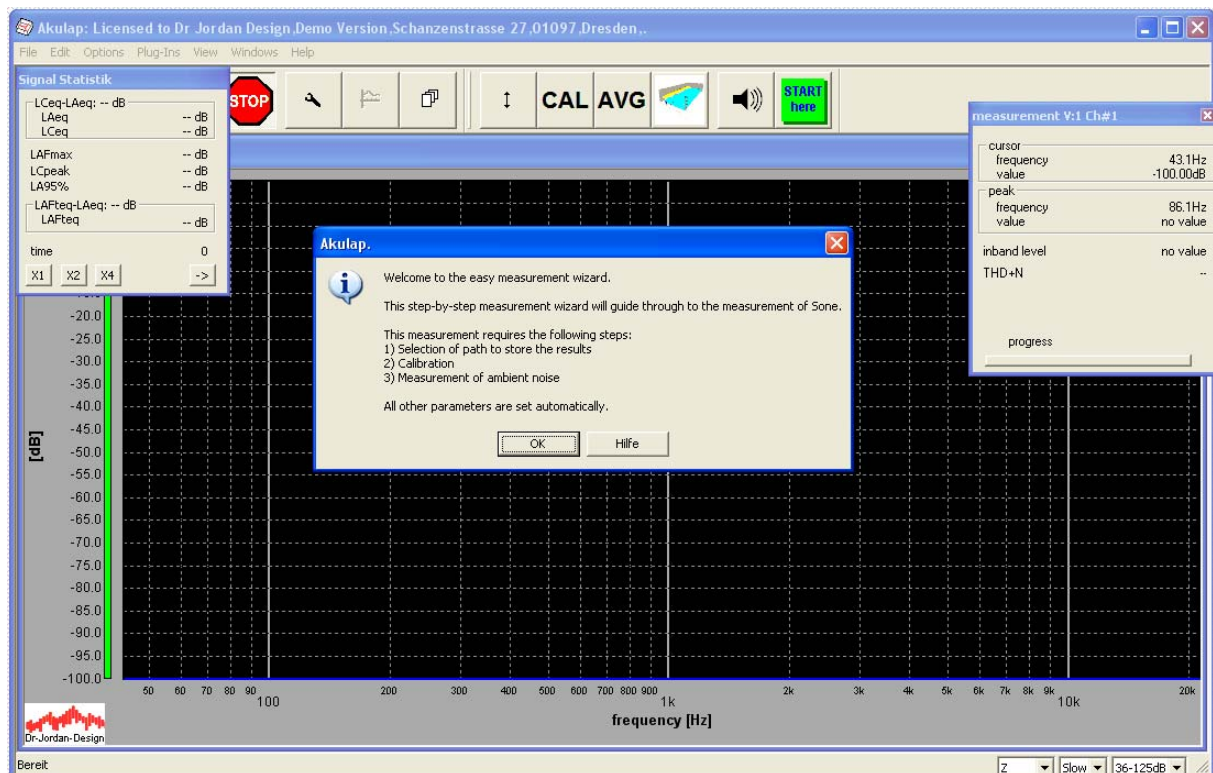 Akulap: Licensed to Dr Jordan Design,Demo Version,Schanzenstrasse 27,01097,Dresden,..
File Edit Options Plug-Ins View Windows Help
Signal Statistik
LCeq-LAeq: -- dB
LAeq -- dB
LCeq -- dB
LAFmax -- dB
LCpeak -- dB
LA95% -- dB
LAFteq-LAeq: -- dB
LAFteq -- dB
time 0
X1 X2 X4 ->
STOP
CAL AVG
START
here
measurement V:1 Ch#1
cursor
frequency 43.1Hz
value -100.00dB
peak
frequency 86.1Hz
value no value
inband level no value
THD+N --
progress
Akulap.
Welcome to the easy measurement wizard.
This step-by-step measurement wizard will guide through to the measurement of Sone.
This measurement requires the following steps:
1) Selection of path to store the results
2) Calibration
3) Measurement of ambient noise
All other parameters are set automatically.
OK Hilfe
[dB]
-20.0
-25.0
-30.0
-35.0
-40.0
-45.0
-50.0
-55.0
-60.0
-65.0
-70.0
-75.0
-80.0
-85.0
-90.0
-95.0
-100.0
50 60 70 80 90 100 200 300 400 500 600 700 800 900 1k 2k 3k 4k 5k 6k 7k 8k 9k 10k 20k
frequency [Hz]
Dr-Jordan-Design
Bereit
Z Slow 36-125dB